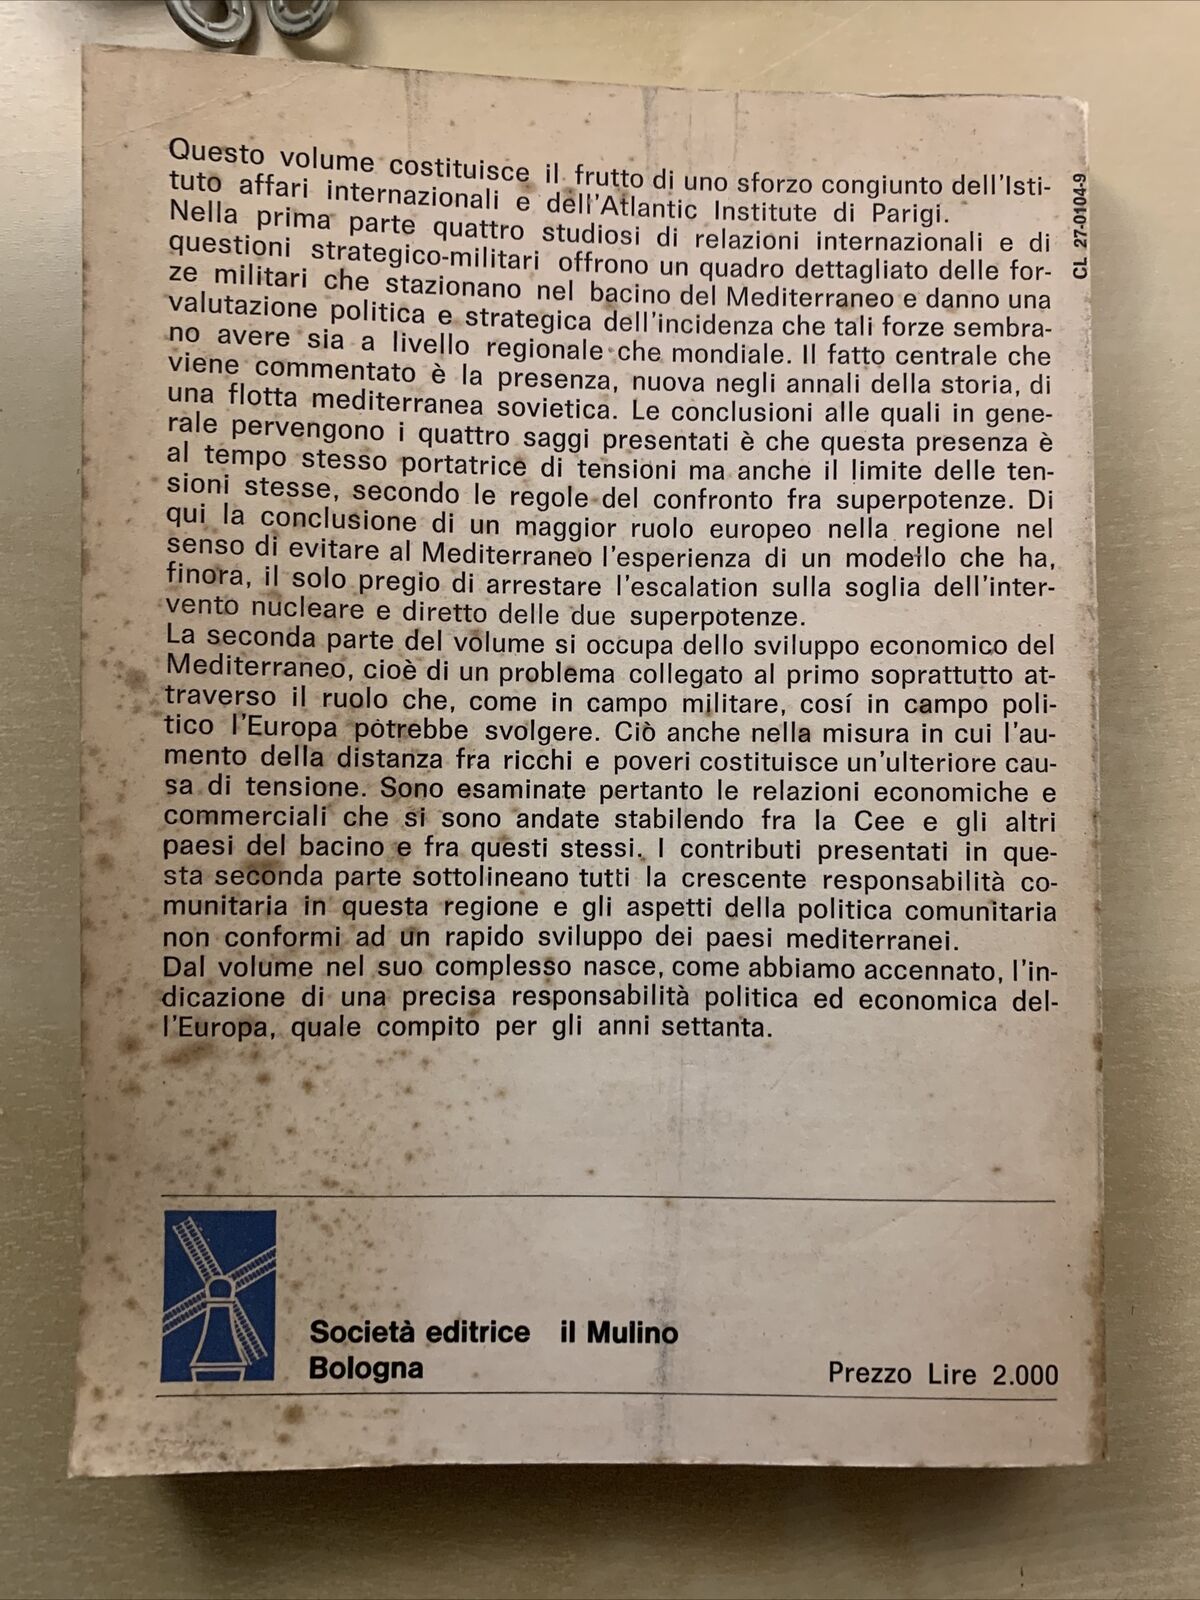 Questo volume costituisce il frutto di uno sforzo congiunto dell'Isti-
tuto affari internazionali e dell'Atlantic Institute di Parigi.
Nella prima parte quattro studiosi di relazioni internazionali e di
questioni strategico-militari offrono un quadro dettagliato delle for-
ze militari che stazionano nel bacino del Mediterraneo e danno una
valutazione politica e strategica dell'incidenza che tali forze sembra-
no avere sia a livello regionale che mondiale. Il fatto centrale che
viene commentato è la presenza, nuova negli annali della storia, di
una flotta mediterranea sovietica. Le conclusioni alle quali in gene-
rale pervengono i quattro saggi presentati è che questa presenza è
al tempo stesso portatrice di tensioni ma anche il limite delle ten-
sioni stesse, secondo le regole del confronto fra superpotenze. Di
qui la conclusione di un maggior ruolo europeo nella regione nel
senso di evitare al Mediterraneo l'esperienza di un modello che ha,
finora, il solo pregio di arrestare l'escalation sulla soglia dell'inter-
vento nucleare e diretto delle due superpotenze.
La seconda parte del volume si occupa dello sviluppo economico del
Mediterraneo, cioè di un problema collegato al primo soprattutto at-
traverso il ruolo che, come in campo militare, cosí in campo poli-
tico l'Europa potrebbe svolgere. Ciò anche nella misura in cui l'au-
mento della distanza fra ricchi e poveri costituisce un'ulteriore cau-
sa di tensione. Sono esaminate pertanto le relazioni economiche e
commerciali che si sono andate stabilendo fra la Cee e gli altri
paesi del bacino e fra questi stessi. I contributi presentati in que-
sta seconda parte sottolineano tutti la crescente responsabilità co-
munitaria in questa regione e gli aspetti della politica comunitaria
non conformi ad un rapido sviluppo dei paesi mediterranei.
Dal volume nel suo complesso nasce, come abbiamo accennato, l'in-
dicazione di una precisa responsabilità politica ed economica del-
l'Europa, quale compito per gli anni settanta.
CL 27-0104-9
Società editrice il Mulino
Bologna
Prezzo Lire 2.000